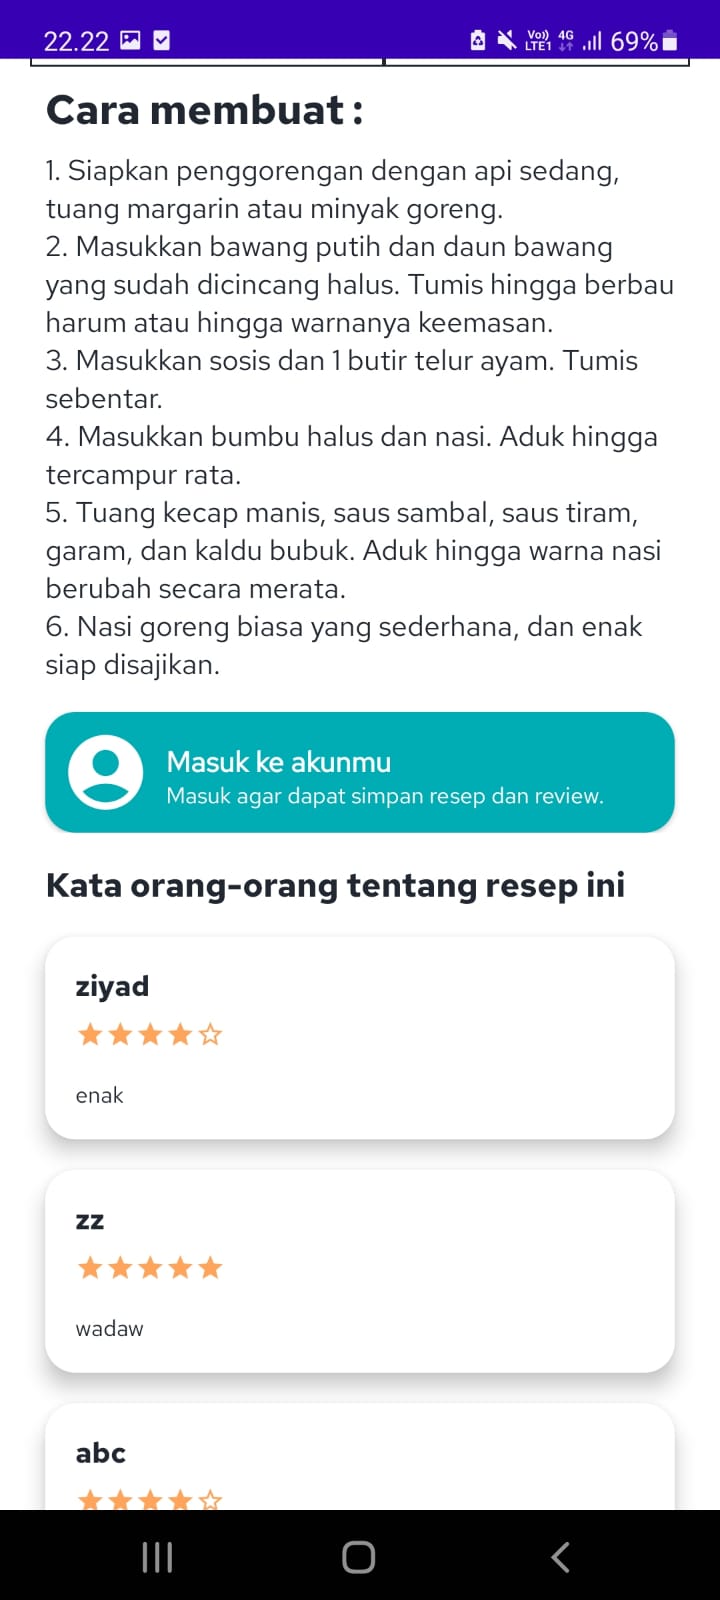 22.22
Vo))
LTE1
4G
69%
Cara membuat :
1. Siapkan penggorengan dengan api sedang,
tuang margarin atau minyak goreng.
2. Masukkan bawang putih dan daun bawang
yang sudah dicincang halus. Tumis hingga berbau
harum atau hingga warnanya keemasan.
3. Masukkan sosis dan 1 butir telur ayam. Tumis
sebentar.
4. Masukkan bumbu halus dan nasi. Aduk hingga
tercampur rata.
5. Tuang kecap manis, saus sambal, saus tiram,
garam, dan kaldu bubuk. Aduk hingga warna nasi
berubah secara merata.
6. Nasi goreng biasa yang sederhana, dan enak
siap disajikan.
Masuk ke akunmu
Masuk agar dapat simpan resep dan review.
Kata orang-orang tentang resep ini
ziyad
enak
zz
wadaw
abc